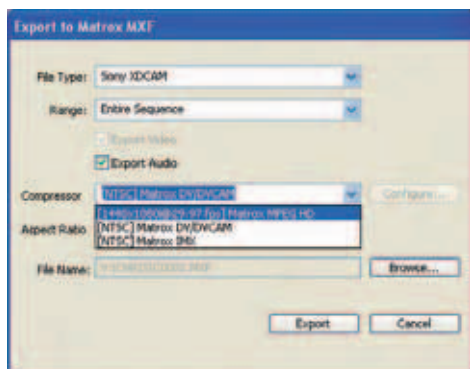 Export to Matrox MXF
File Type: Sony XDCAM
Range: Entire Sequence
Export Video
Export Audio
Compressor [NTSC] Matrox DV/DVCAM Configure...
[1440x1080@29.97 fps] Matrox MPEG HD
Aspect Ratio [NTSC] Matrox DV/DVCAM
[NTSC] Matrox IMX
File Name: Browse...
Export Cancel